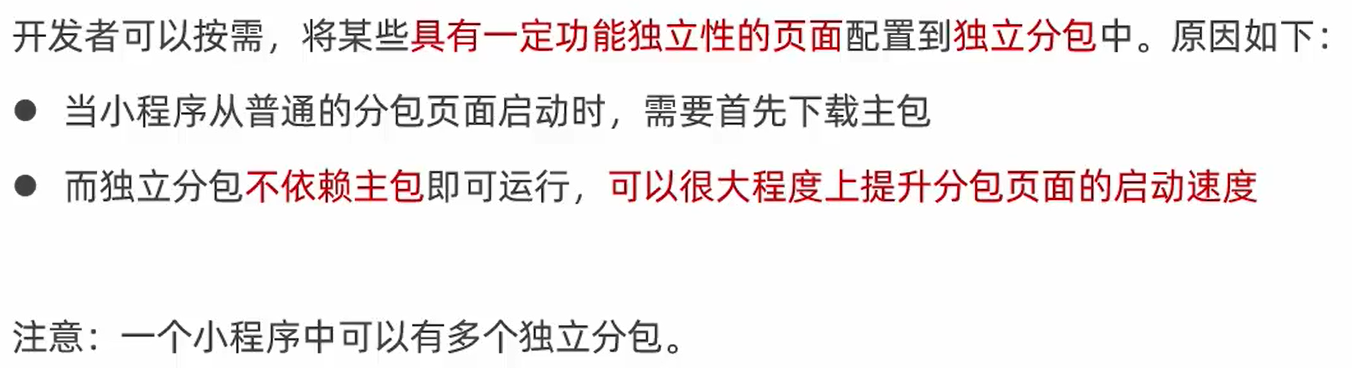 开发者可以按需，将某些具有一定功能独立性的页面配置到独立分包中。原因如下：
● 当小程序从普通的分包页面启动时，需要首先下载主包
● 而独立分包不依赖主包即可运行，可以很大程度上提升分包页面的启动速度
注意：一个小程序中可以有多个独立分包。